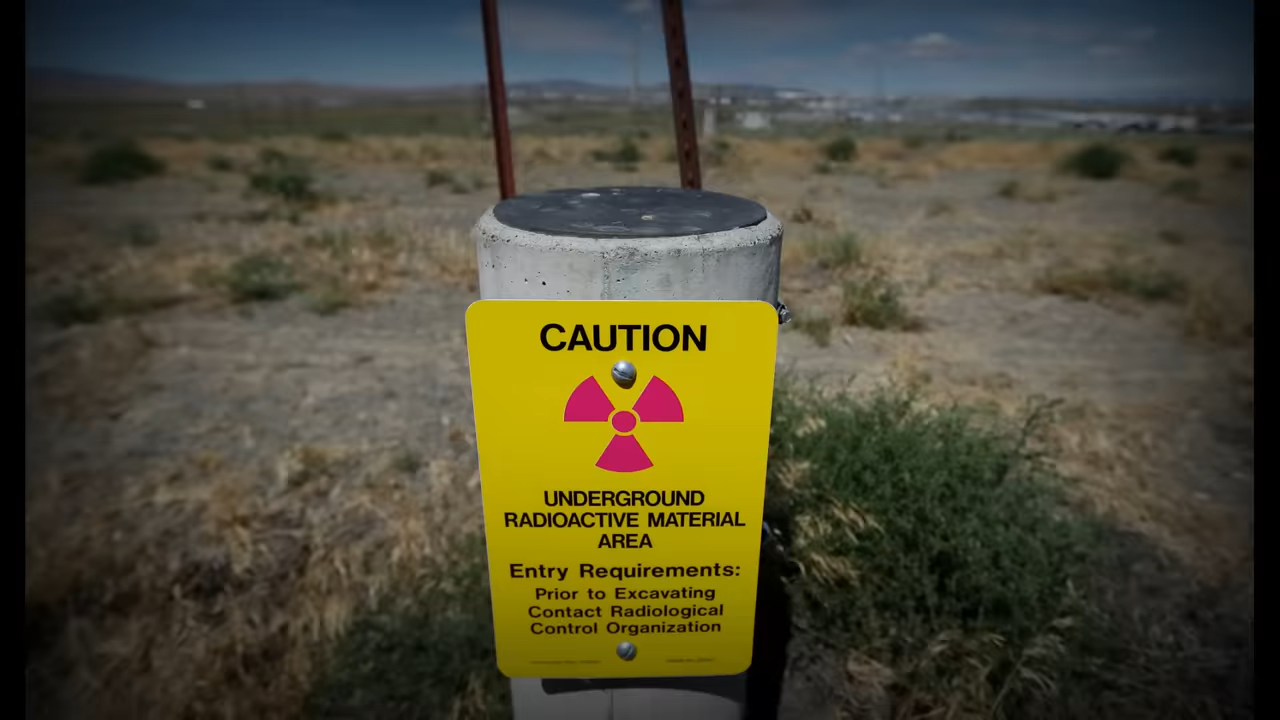 CAUTION
UNDERGROUND
RADIOACTIVE MATERIAL
AREA
Entry Requirements:
Prior to Excavating
Contact Radiological
Control Organization